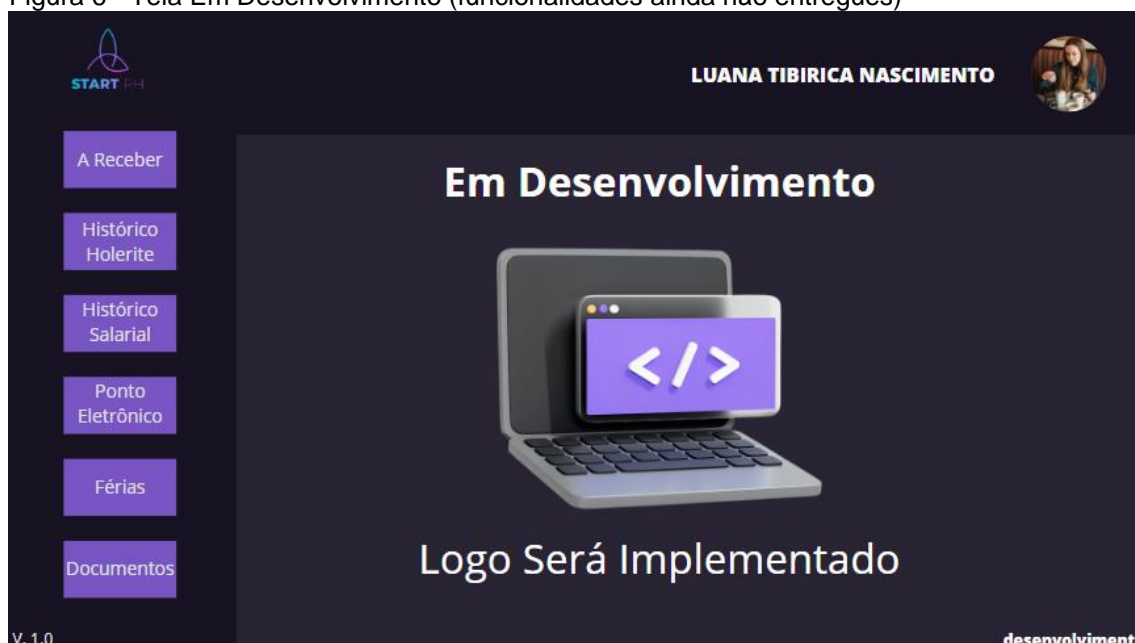 Figura 6 - Tela Em Desenvolvimento (funcionalidades ainda não entregues)
START RH
LUANA TIBIRICA NASCIMENTO
A Receber
Em Desenvolvimento
Histórico
Holerite
Histórico
Salarial
</>
Ponto
Eletrônico
Férias
Documentos
Logo Será Implementado
V. 1.0
desenvolviment